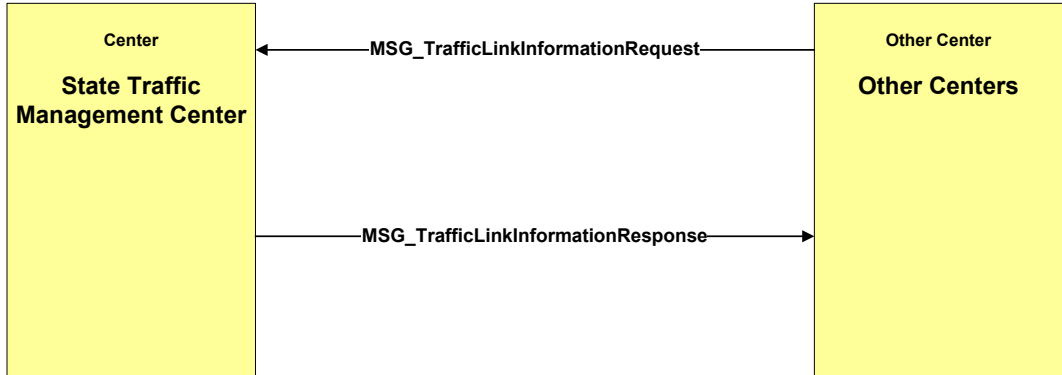 Center
State Traffic
Management Center
MSG_TrafficLinkInformationRequest
Other Center
Other Centers
MSG_TrafficLinkInformationResponse